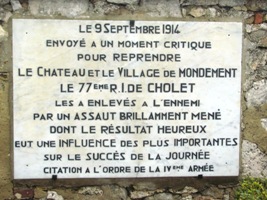 LE 9 SEPTEMBRE 1914
ENVOYÉ A UN MOMENT CRITIQUE
POUR REPRENDRE
LE CHATEAU ET LE VILLAGE DE MONDEMENT
LE 77EME R.I DE CHOLET
LES A ENLEVÉS A L'ENNEMI
PAR UN ASSAUT BRILLAMMENT MENÉ
DONT LE RÉSULTAT HEUREUX
EUT UNE INFLUENCE DES PLUS IMPORTANTES
SUR LE SUCCÈS DE LA JOURNÉE
CITATION A L'ORDRE DE LA IVEME ARMÉE